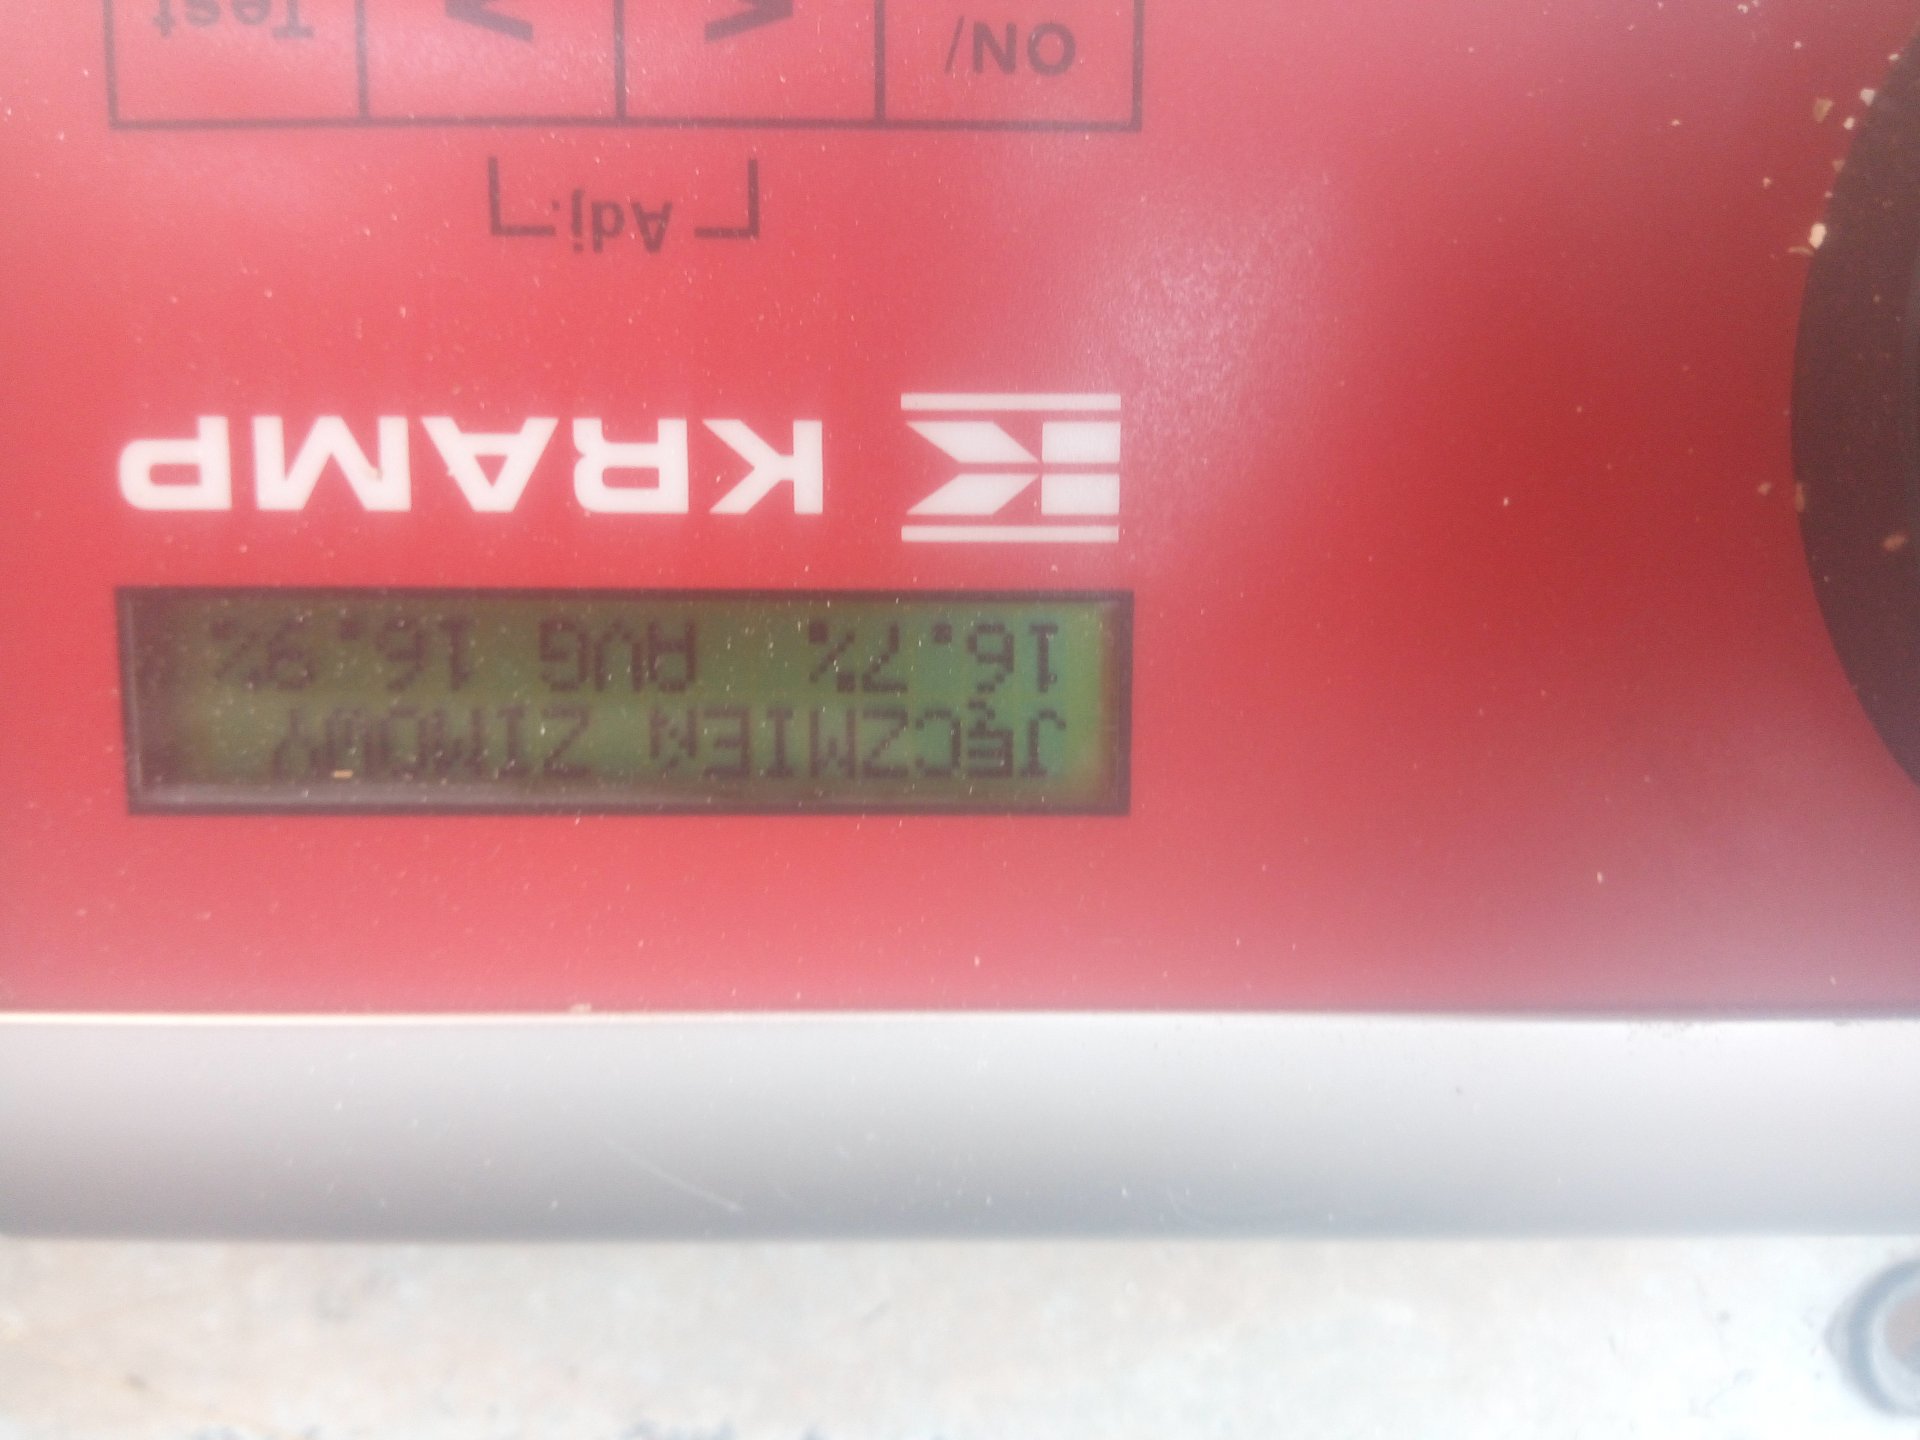 JĘCZMIEŃ ZIMOWY
16.7% AVG 16.9%
KRAMP
Adj.
ON/
<
>
Test